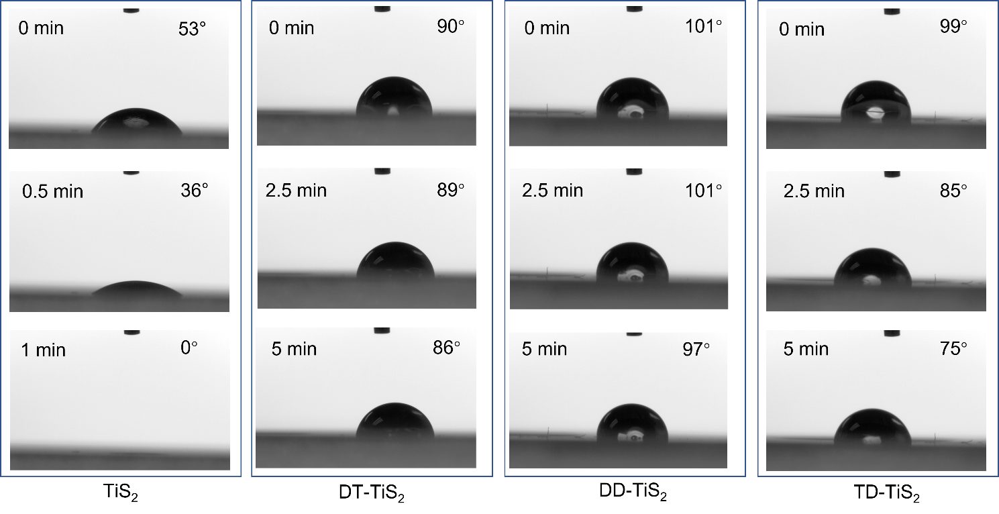 0 min 53°
0.5 min 36°
1 min 0°
TiS2
0 min 90°
2.5 min 89°
5 min 86°
DT-TiS2
0 min 101°
2.5 min 101°
5 min 97°
DD-TiS2
0 min 99°
2.5 min 85°
5 min 75°
TD-TiS2